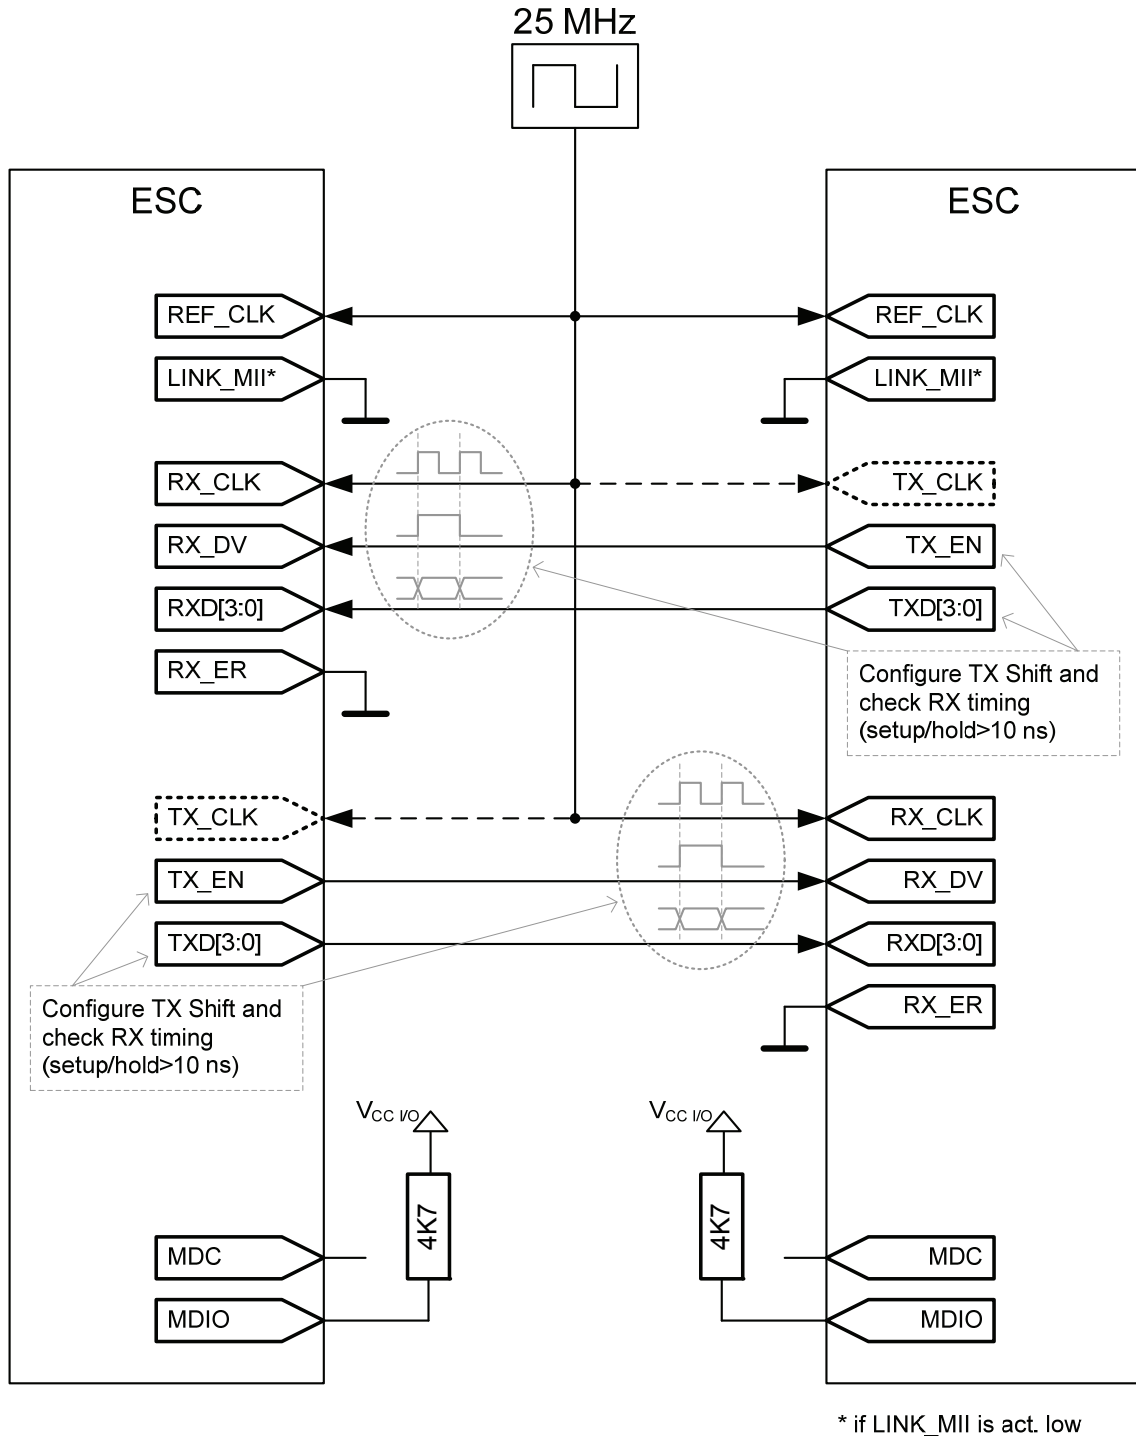 25 MHz
ESC
ESC
REF_CLK
REF_CLK
LINK_MII*
LINK_MII*
RX_CLK
TX_CLK
RX_DV
TX_EN
RXD[3:0]
TXD[3:0]
RX_ER
Configure TX Shift and
check RX timing
(setup/hold>10 ns)
TX_CLK
RX_CLK
TX_EN
RX_DV
TXD[3:0]
RXD[3:0]
RX_ER
Configure TX Shift and
check RX timing
(setup/hold>10 ns)
VCC I/O
VCC I/O
4K7
4K7
MDC
MDC
MDIO
MDIO
* if LINK_MII is act. low